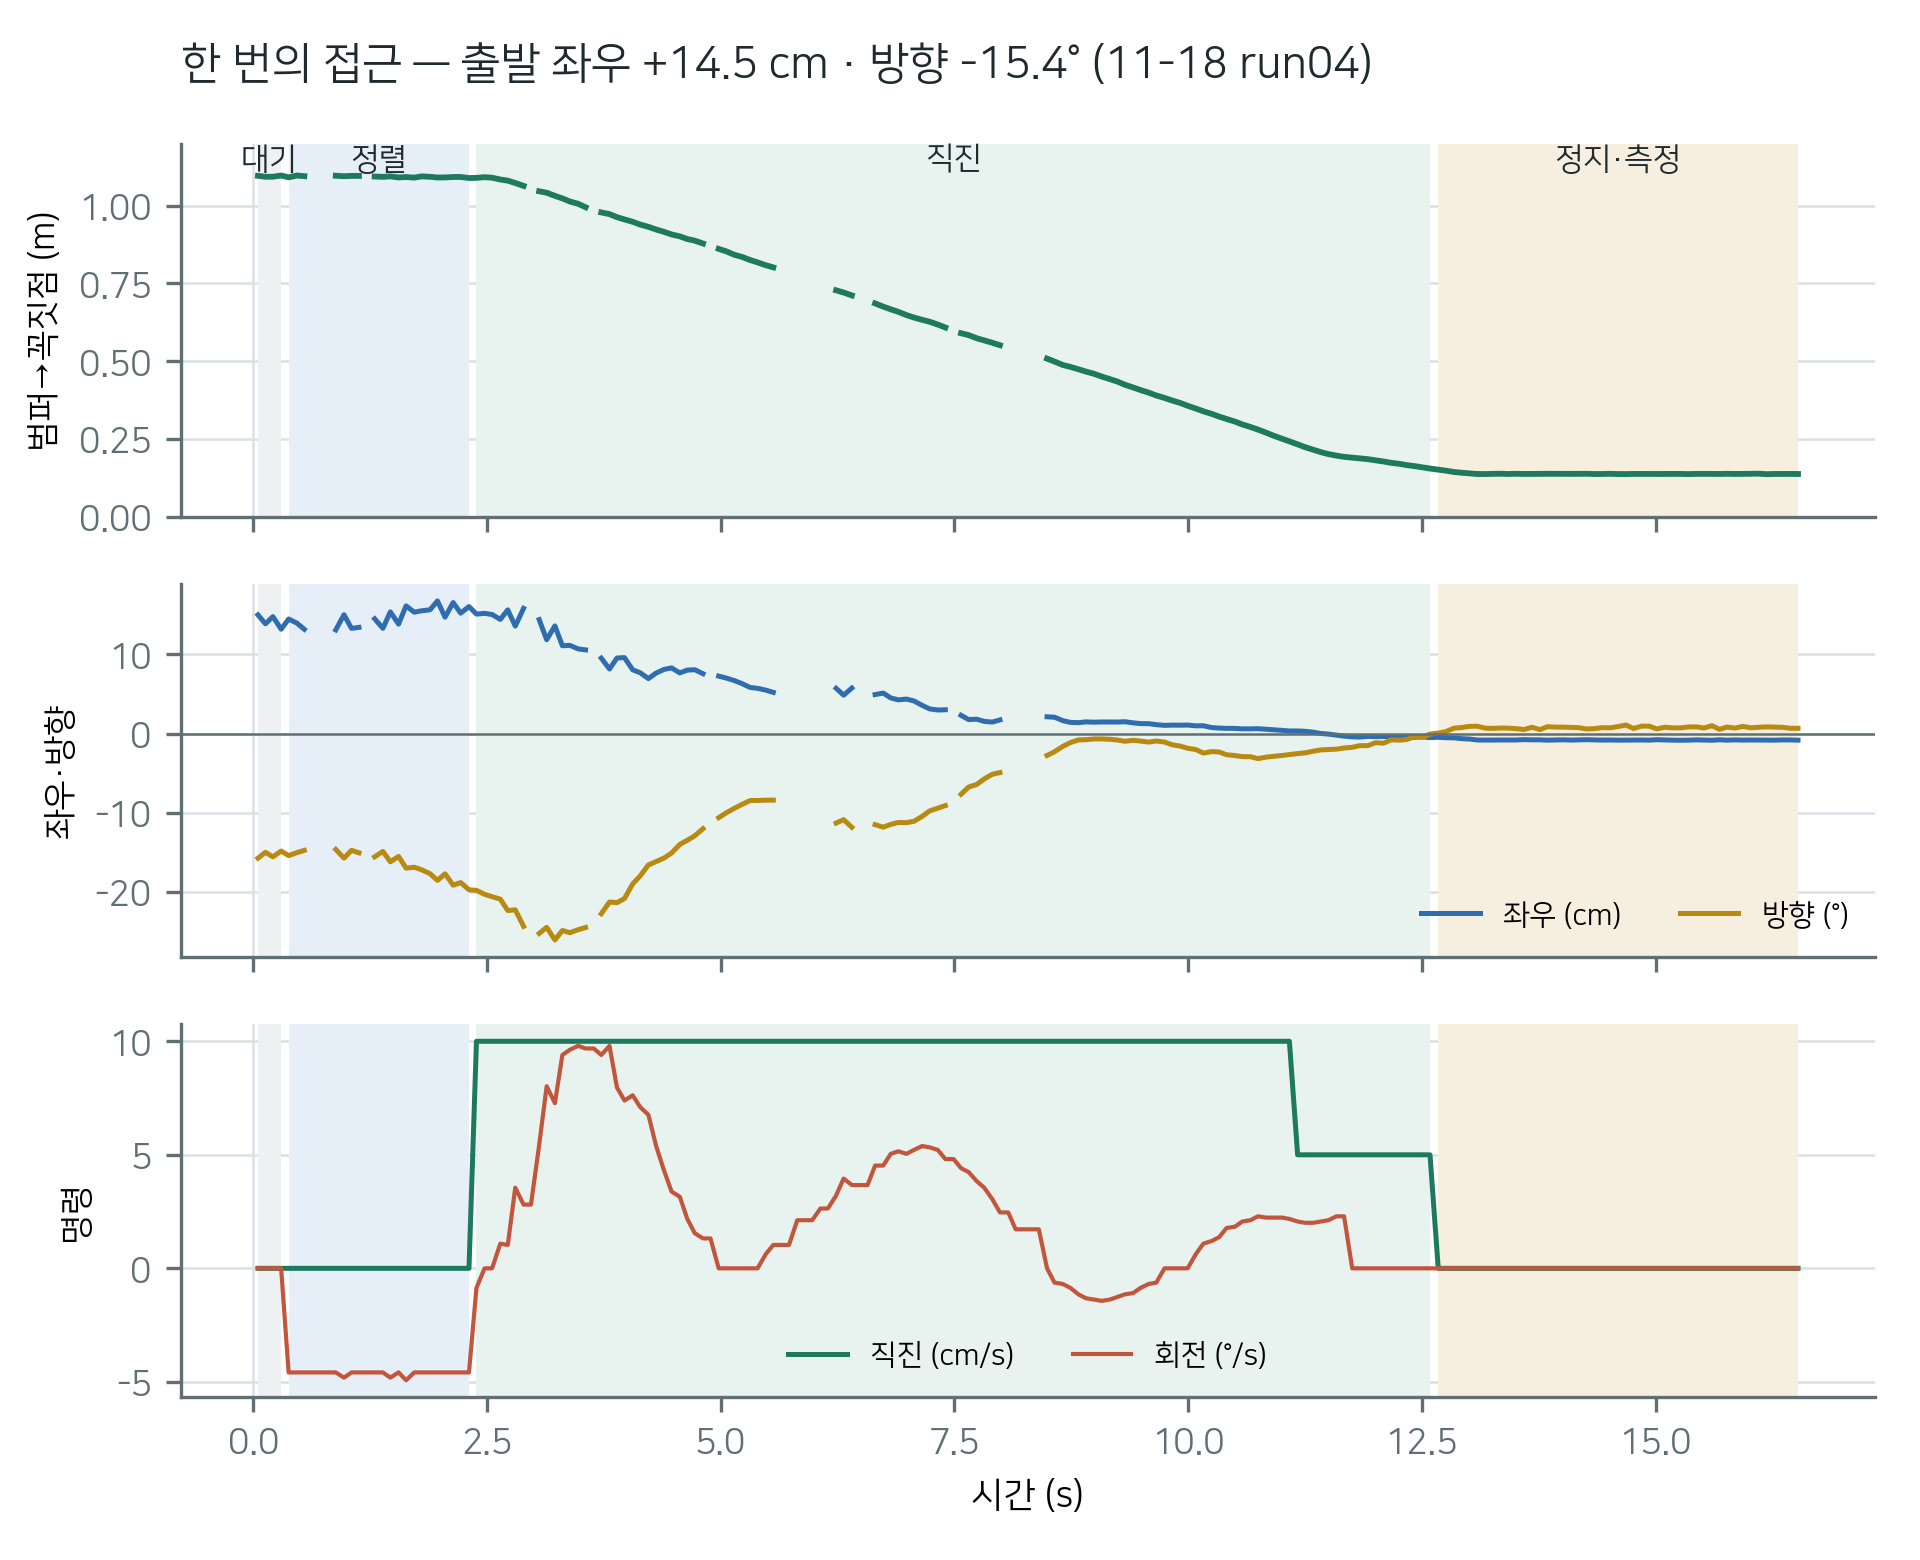 한 번의 접근 — 출발 좌우 +14.5 cm · 방향 -15.4° (11-18 run04)
대기 정렬 직진 정지·측정
범퍼→꼭짓점 (m)
1.00
0.75
0.50
0.25
0.00
좌우·방향
10
0
-10
-20
좌우 (cm) 방향 (°)
명령
10
5
0
-5
직진 (cm/s) 회전 (°/s)
0.0 2.5 5.0 7.5 10.0 12.5 15.0
시간 (s)